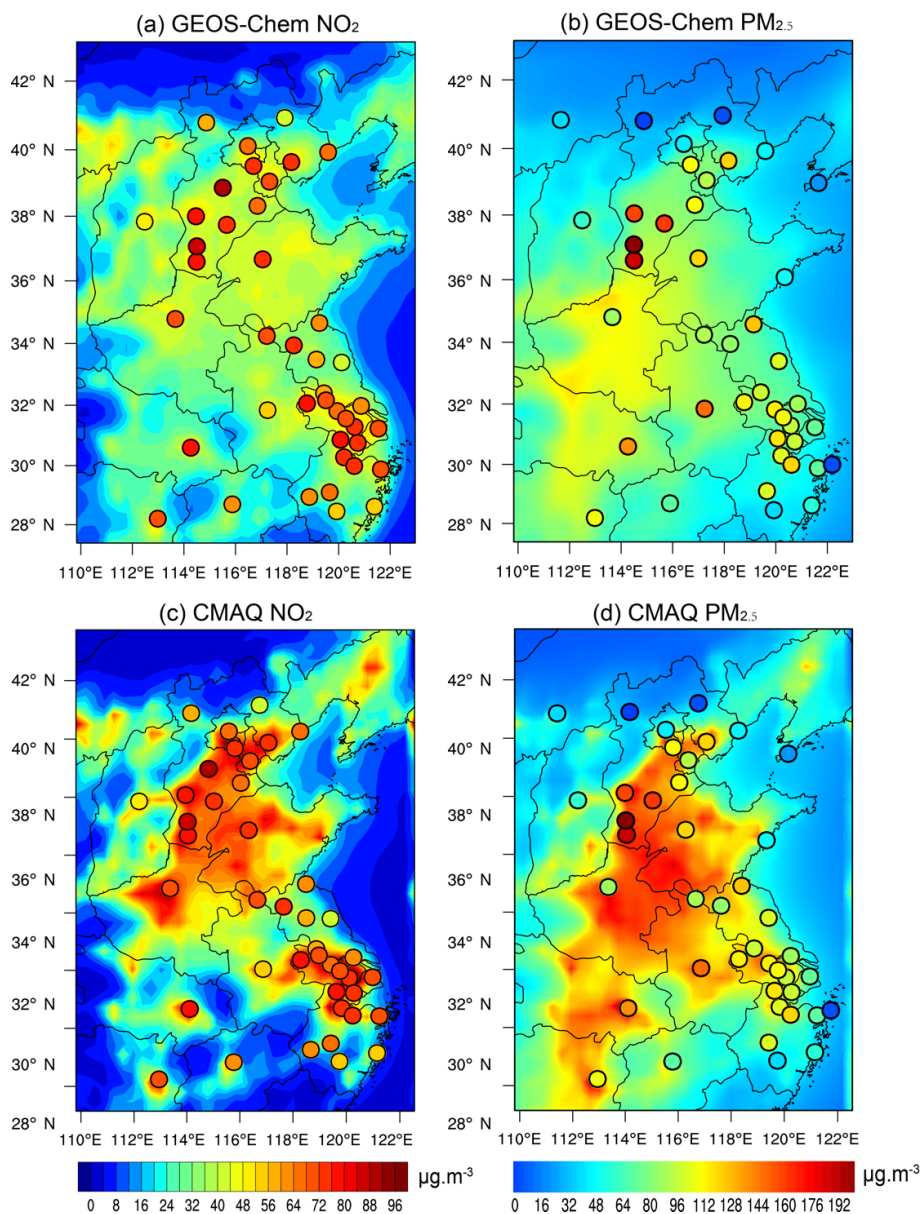 (a) GEOS-Chem NO₂
(b) GEOS-Chem PM₂.₅
42° N
40° N
38° N
36° N
34° N
32° N
30° N
28° N
110°E 112°E 114°E 116°E 118°E 120°E 122°E
42° N
40° N
38° N
36° N
34° N
32° N
30° N
28° N
110°E 112°E 114°E 116°E 118°E 120°E 122°E
(c) CMAQ NO₂
(d) CMAQ PM₂.₅
42° N
40° N
38° N
36° N
34° N
32° N
30° N
28° N
110°E 112°E 114°E 116°E 118°E 120°E 122°E
42° N
40° N
38° N
36° N
34° N
32° N
30° N
28° N
110°E 112°E 114°E 116°E 118°E 120°E 122°E
0 8 16 24 28 34 40 48 54 60 72 80 88 96
µg.m⁻³
0 16 32 48 64 80 96 112 128 144 160 176 192
µg.m⁻³